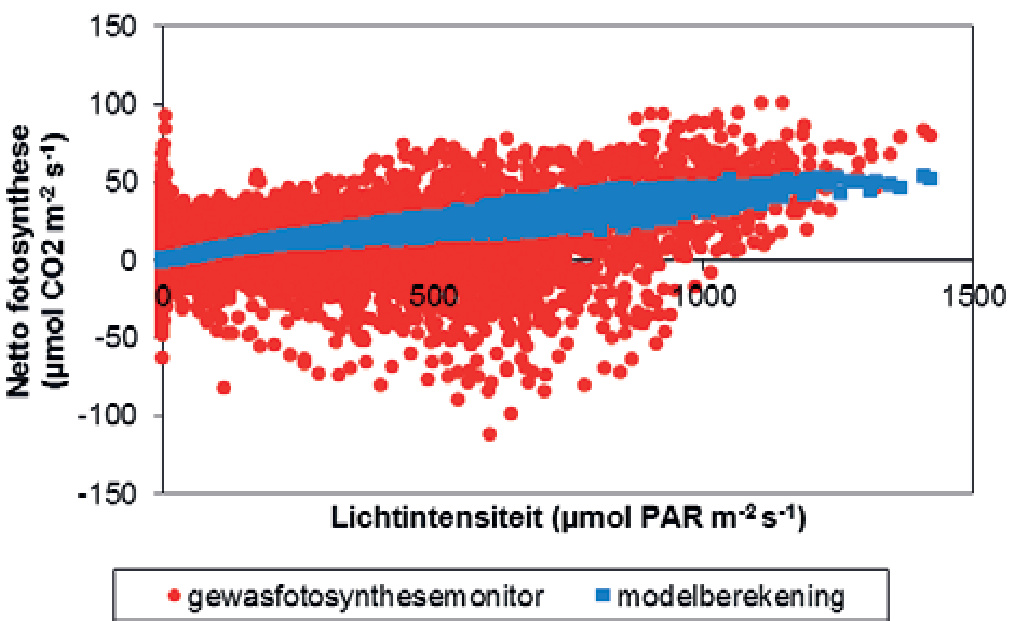 150
100
50
0
-50
-100
-150
0 500 1000 1500
Netto fotosynthese
(µmol CO2 m-2 s-1)
Lichtintensiteit (µmol PAR m-2 s-1)
gewasfotosynthesemonitor modelberekening